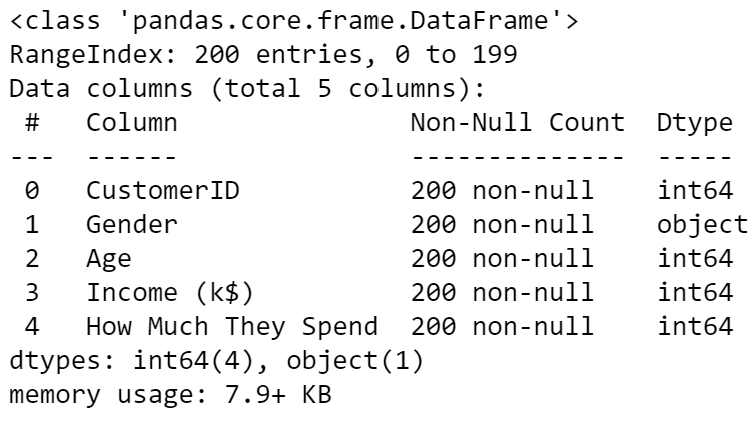 <class 'pandas.core.frame.DataFrame'>
RangeIndex: 200 entries, 0 to 199
Data columns (total 5 columns):
 #   Column               Non-Null Count  Dtype
---  ------               --------------  -----
 0   CustomerID           200 non-null    int64
 1   Gender               200 non-null    object
 2   Age                  200 non-null    int64
 3   Income (k$)          200 non-null    int64
 4   How Much They Spend  200 non-null    int64
dtypes: int64(4), object(1)
memory usage: 7.9+ KB